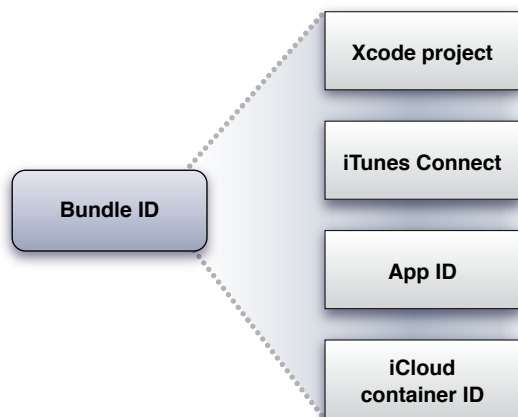 Xcode project
iTunes Connect
Bundle ID
App ID
iCloud
container ID